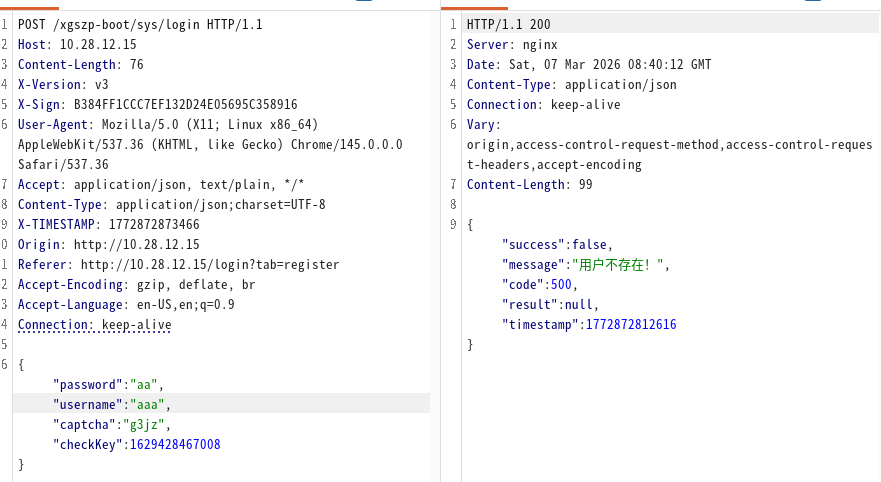 1 POST /xgszp-boot/sys/login HTTP/1.1
2 Host: 10.28.12.15
3 Content-Length: 76
4 X-Version: v3
5 X-Sign: B384FF1CCC7EF132D24E05695C358916
6 User-Agent: Mozilla/5.0 (X11; Linux x86_64)
AppleWebKit/537.36 (KHTML, like Gecko) Chrome/145.0.0.0
Safari/537.36
7 Accept: application/json, text/plain, */*
8 Content-Type: application/json;charset=UTF-8
9 X-TIMESTAMP: 1772872873466
0 Origin: http://10.28.12.15
1 Referer: http://10.28.12.15/login?tab=register
2 Accept-Encoding: gzip, deflate, br
3 Accept-Language: en-US,en;q=0.9
4 Connection: keep-alive
5
6 {
"password":"aa",
"username":"aaa",
"captcha":"g3jz",
"checkKey":1629428467008
}
1 HTTP/1.1 200
2 Server: nginx
3 Date: Sat, 07 Mar 2026 08:40:12 GMT
4 Content-Type: application/json
5 Connection: keep-alive
6 Vary:
origin,access-control-request-method,access-control-reques
t-headers,accept-encoding
7 Content-Length: 99
8
9 {
"success":false,
"message":"用户不存在！",
"code":500,
"result":null,
"timestamp":1772872812616
}